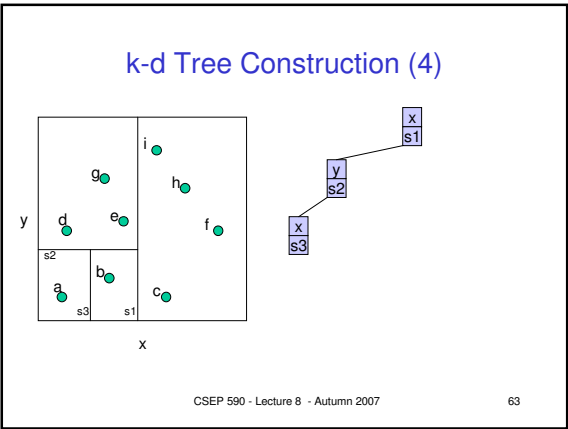 k-d Tree Construction (4)
x
s1
i
y
s2
g
h
x
s3
y
d
e
f
s2
b
a
c
s3
s1
x
CSEP 590 - Lecture 8 - Autumn 2007
63